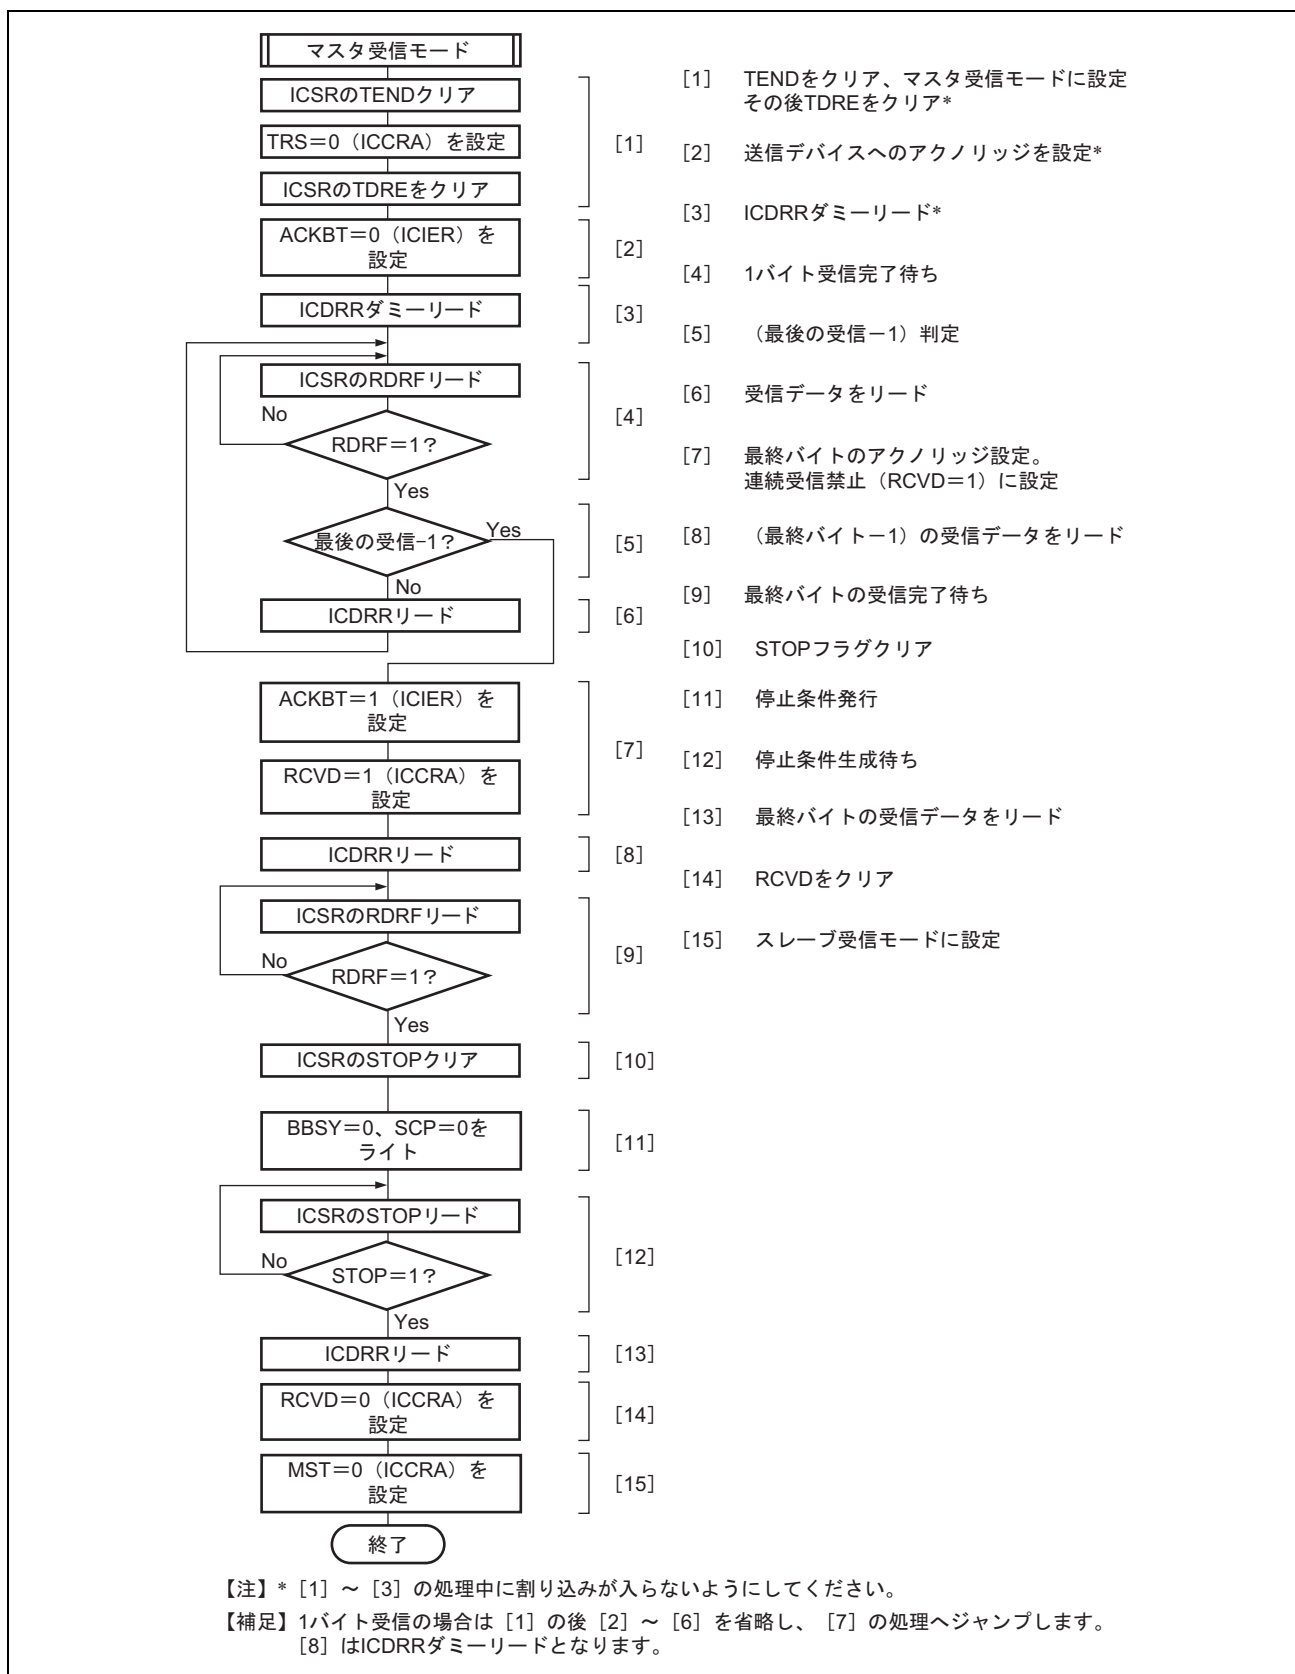 マスタ受信モード
ICSRのTENDクリア
TRS=0(ICCRA)を設定
ICSRのTDREをクリア
[1]
ACKBT=0(ICIER)を
設定
[2]
ICDRRダミーリード
[3]
ICSRのRDRFリード
No
RDRF=1?
[4]
Yes
最後の受信-1?
Yes
[5]
No
ICDRRリード
[6]
ACKBT=1(ICIER)を
設定
RCVD=1(ICCRA)を
設定
[7]
ICDRRリード
[8]
ICSRのRDRFリード
No
RDRF=1?
[9]
Yes
ICSRのSTOPクリア
[10]
BBSY=0、SCP=0を
ライト
[11]
ICSRのSTOPリード
No
STOP=1?
[12]
Yes
ICDRRリード
[13]
RCVD=0(ICCRA)を
設定
[14]
MST=0(ICCRA)を
設定
[15]
終了
[1] TENDをクリア、マスタ受信モードに設定
その後TDREをクリア*
[2] 送信デバイスへのアクノリッジを設定*
[3] ICDRRダミーリード*
[4] 1バイト受信完了待ち
[5] (最後の受信-1)判定
[6] 受信データをリード
[7] 最終バイトのアクノリッジ設定。
連続受信禁止(RCVD=1)に設定
[8] (最終バイト-1)の受信データをリード
[9] 最終バイトの受信完了待ち
[10] STOPフラグクリア
[11] 停止条件発行
[12] 停止条件生成待ち
[13] 最終バイトの受信データをリード
[14] RCVDをクリア
[15] スレーブ受信モードに設定
【注】* [1]~[3]の処理中に割り込みが入らないようにしてください。
【補足】1バイト受信の場合は[1]の後[2]~[6]を省略し、[7]の処理へジャンプします。
[8]はICDRRダミーリードとなります。